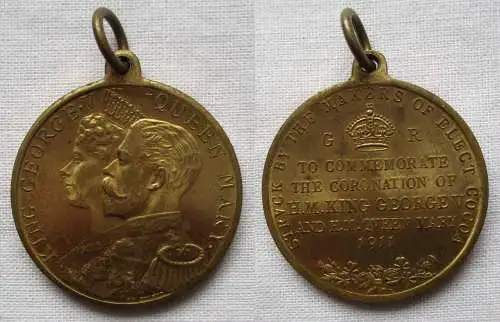 KING GEORGE V
QUEEN MARY
STRUCK BY THE MAKERS OF ELECT COCOA
G R
TO COMMEMORATE
THE CORONATION OF
H.M. KING GEORGE V.
AND H.M. QUEEN MARY
1911